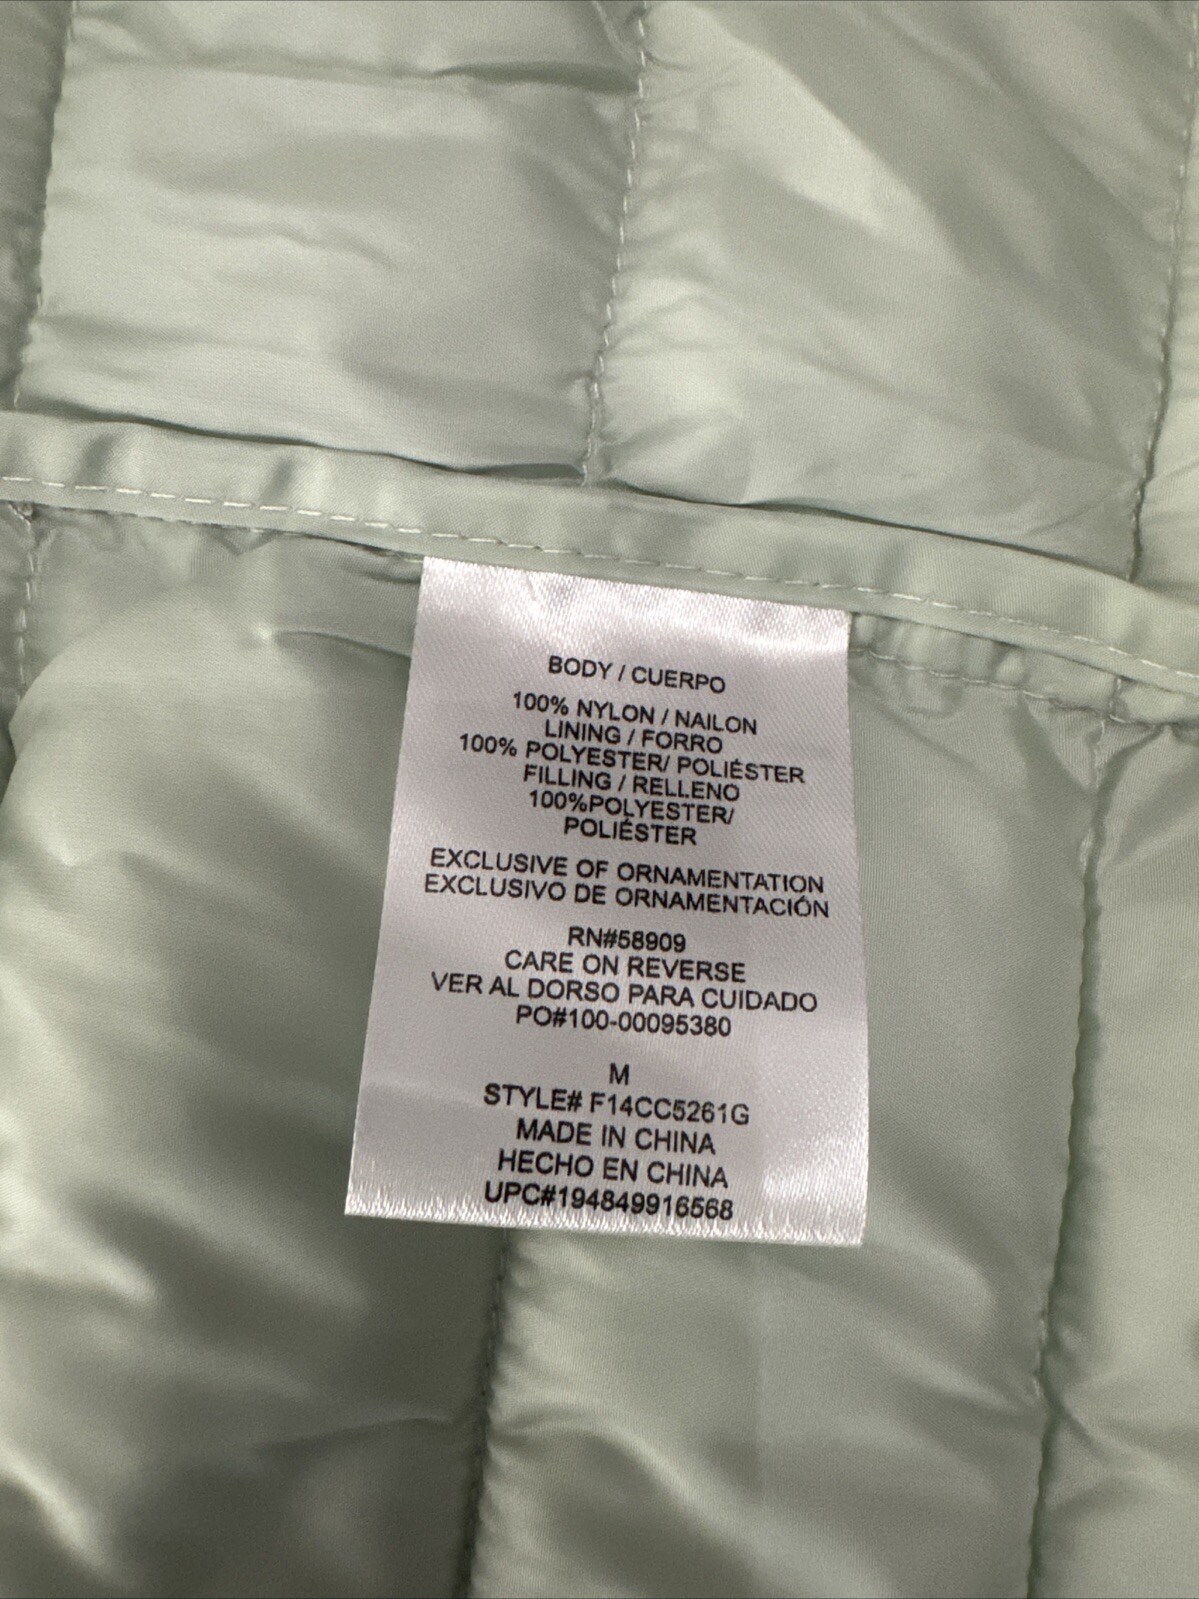 BODY / CUERPO
100% NYLON / NAILON
LINING / FORRO
100% POLYESTER/ POLIÉSTER
FILLING / RELLENO
100%POLYESTER/
POLIÉSTER
EXCLUSIVE OF ORNAMENTATION
EXCLUSIVO DE ORNAMENTACIÓN
RN#58909
CARE ON REVERSE
VER AL DORSO PARA CUIDADO
PO#100-00095380
M
STYLE# F14CC5261G
MADE IN CHINA
HECHO EN CHINA
UPC#194849916568